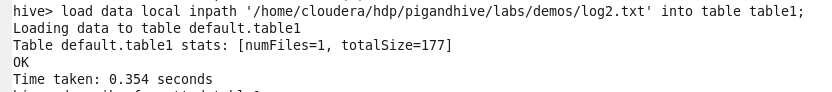 hive> load data local inpath '/home/cloudera/hdp/pigandhive/labs/demos/log2.txt' into table table1;
Loading data to table default.table1
Table default.table1 stats: [numFiles=1, totalSize=177]
OK
Time taken: 0.354 seconds